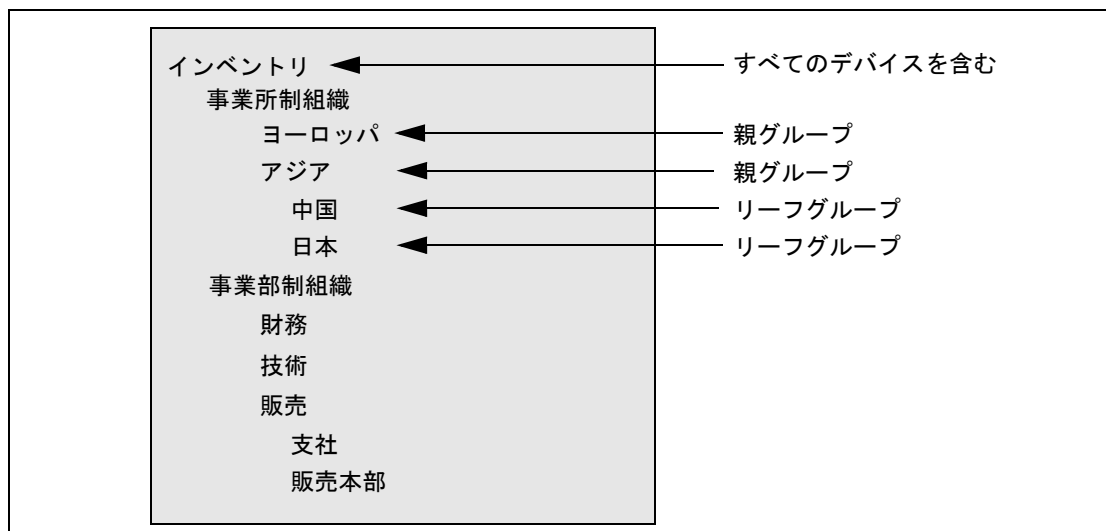 インベントリ すべてのデバイスを含む
事業所制組織
ヨーロッパ 親グループ
アジア 親グループ
中国 リーフグループ
日本 リーフグループ
事業部制組織
財務
技術
販売
支社
販売本部